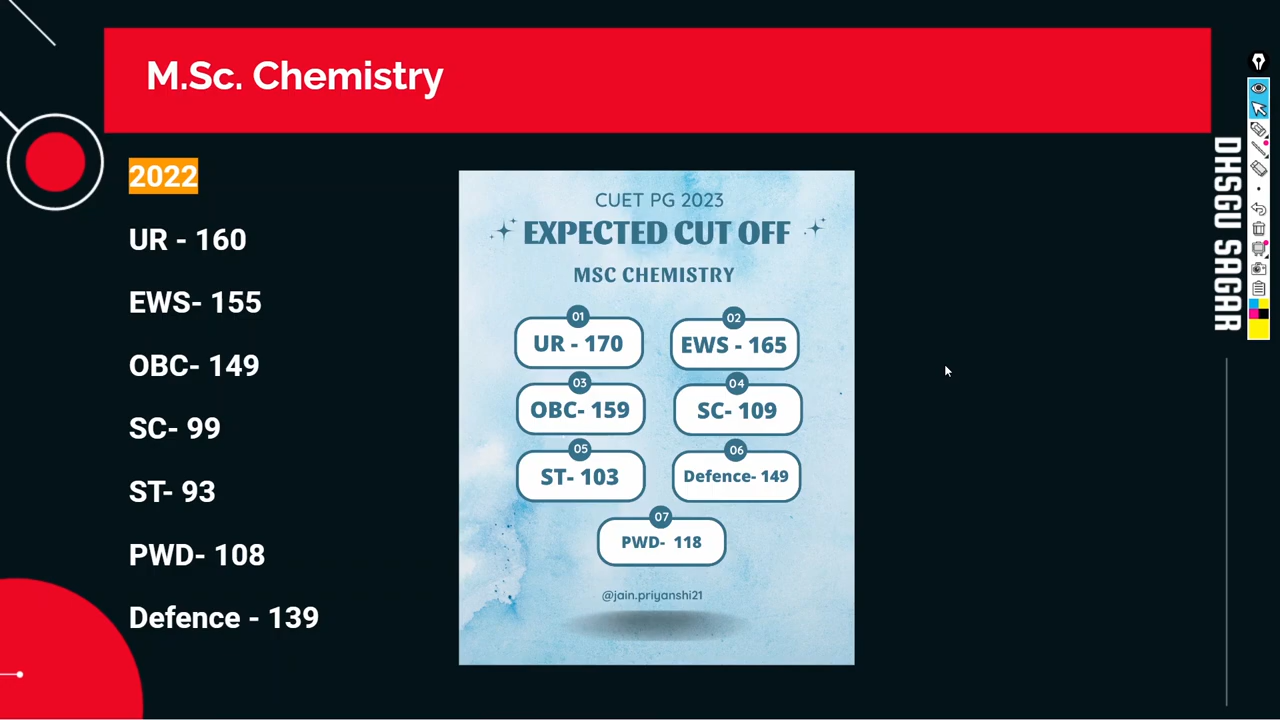 M.Sc. Chemistry
2022
UR - 160
EWS- 155
OBC- 149
SC- 99
ST- 93
PWD- 108
Defence - 139
CUET PG 2023
EXPECTED CUT OFF
MSC CHEMISTRY
01
UR - 170
02
EWS - 165
03
OBC- 159
04
SC- 109
05
ST- 103
06
Defence- 149
07
PWD- 118
@jain.priyanshi21
DHSGU SAGAR